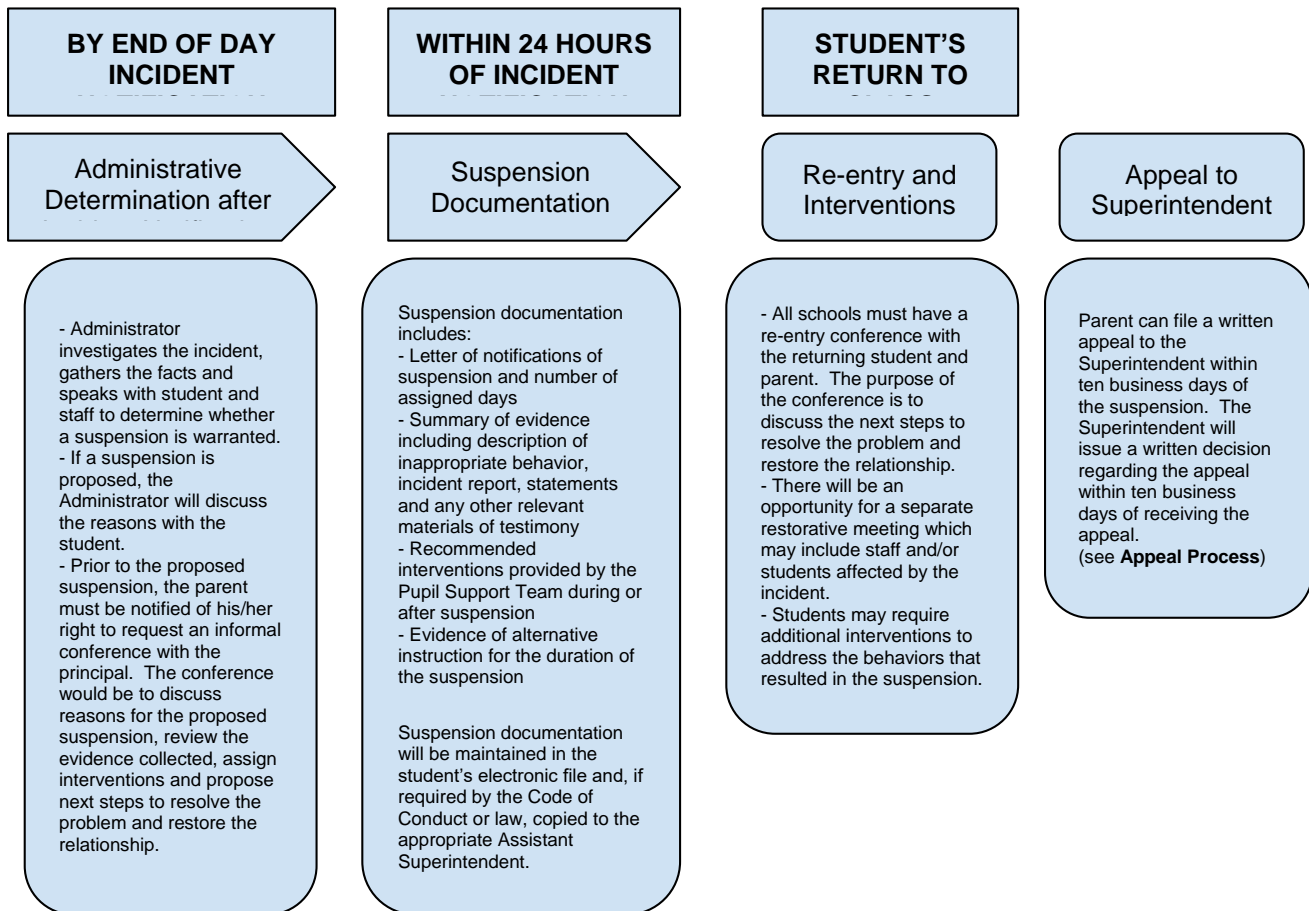 BY END OF DAY
INCIDENT
WITHIN 24 HOURS
OF INCIDENT
STUDENT’S
RETURN TO
Administrative
Determination after
Suspension
Documentation
Re-entry and
Interventions
Appeal to
Superintendent
- Administrator
investigates the incident,
gathers the facts and
speaks with student and
staff to determine whether
a suspension is warranted.
- If a suspension is
proposed, the
Administrator will discuss
the reasons with the
student.
- Prior to the proposed
suspension, the parent
must be notified of his/her
right to request an informal
conference with the
principal.  The conference
would be to discuss
reasons for the proposed
suspension, review the
evidence collected, assign
interventions and propose
next steps to resolve the
problem and restore the
relationship.
Suspension documentation
includes:
- Letter of notifications of
suspension and number of
assigned days
- Summary of evidence
including description of
inappropriate behavior,
incident report, statements
and any other relevant
materials of testimony
- Recommended
interventions provided by the
Pupil Support Team during or
after suspension
- Evidence of alternative
instruction for the duration of
the suspension
Suspension documentation
will be maintained in the
student’s electronic file and, if
required by the Code of
Conduct or law, copied to the
appropriate Assistant
Superintendent.
- All schools must have a
re-entry conference with
the returning student and
parent.  The purpose of
the conference is to
discuss the next steps to
resolve the problem and
restore the relationship.
- There will be an
opportunity for a separate
restorative meeting which
may include staff and/or
students affected by the
incident.
- Students may require
additional interventions to
address the behaviors that
resulted in the suspension.
Parent can file a written
appeal to the
Superintendent within
ten business days of
the suspension.  The
Superintendent will
issue a written decision
regarding the appeal
within ten business
days of receiving the
appeal.
(see Appeal Process)